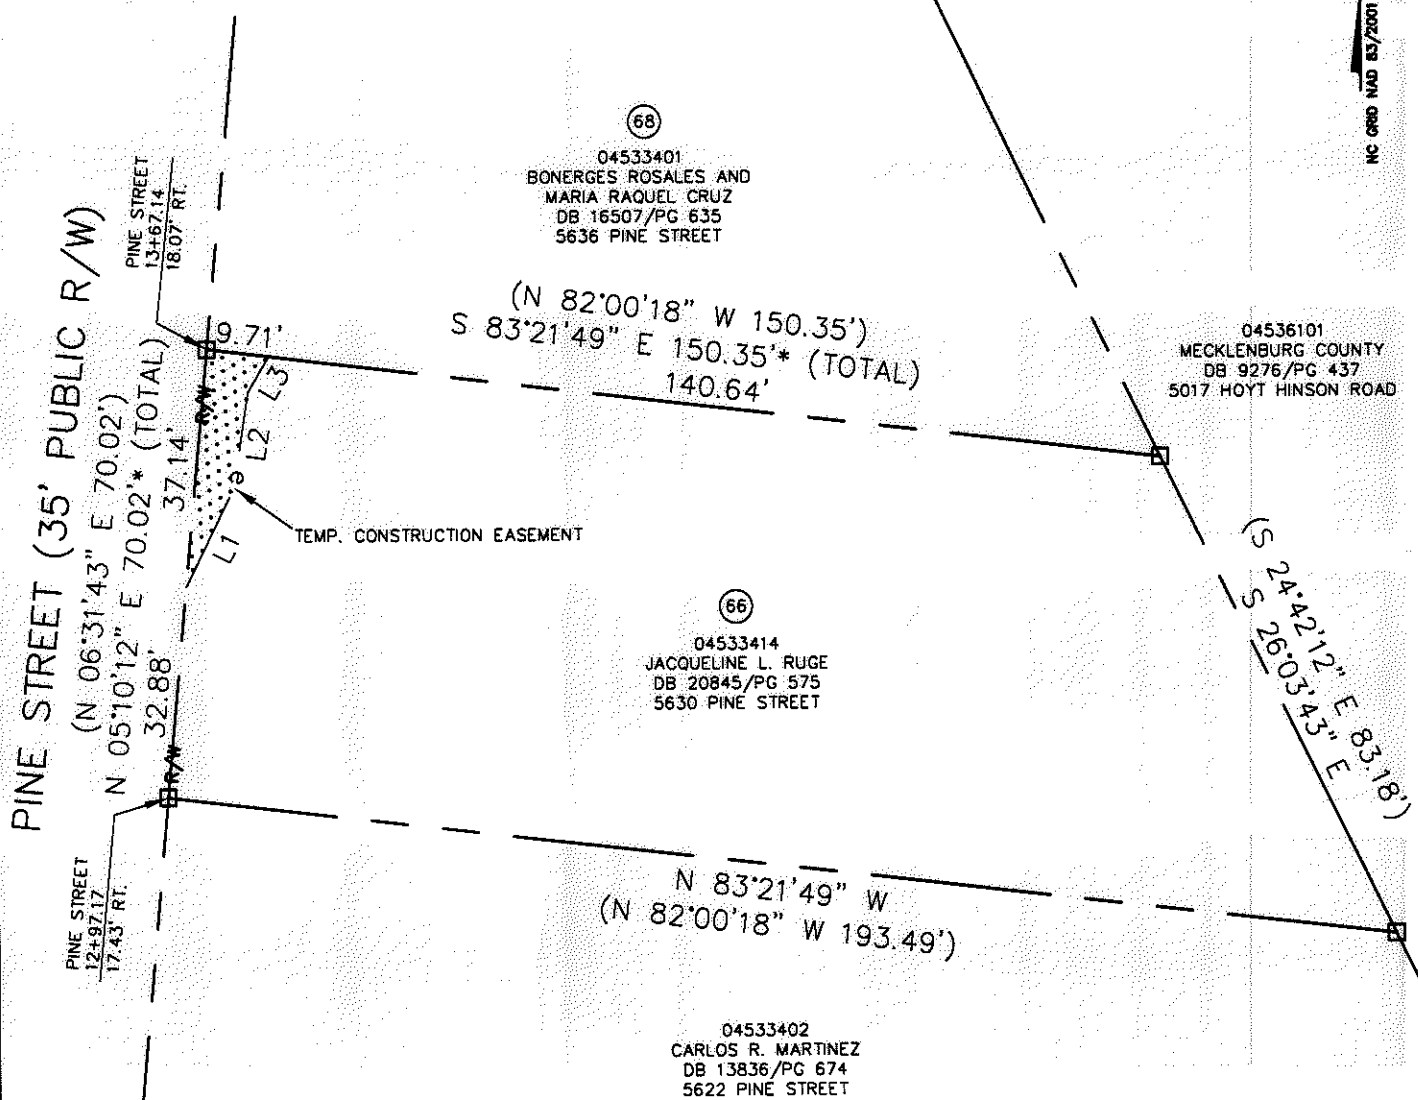 NC GRID NAD 83/2001
68
04533401
BONERGES ROSALES AND
MARIA RAQUEL CRUZ
DB 16507/PG 635
5636 PINE STREET
PINE STREET
13+67.14
18.07' RT.
PINE STREET (35' PUBLIC R/W)
(N 06°31'43" E 70.02')
N 05°10'12" E 70.02'* (TOTAL)
37.14'
32.88'
R/W
R/W
9.71'
(N 82°00'18" W 150.35')
S 83°21'49" E 150.35'* (TOTAL)
140.64'
04536101
MECKLENBURG COUNTY
DB 9276/PG 437
5017 HOYT HINSON ROAD
L3
L2
e
L1
TEMP. CONSTRUCTION EASEMENT
66
04533414
JACQUELINE L. RUGE
DB 20845/PG 575
5630 PINE STREET
(S 24°42'12" E 83.18')
S 26°03'43" E
PINE STREET
12+97.17
17.43' RT.
N 83°21'49" W
(N 82°00'18" W 193.49')
04533402
CARLOS R. MARTINEZ
DB 13836/PG 674
5622 PINE STREET